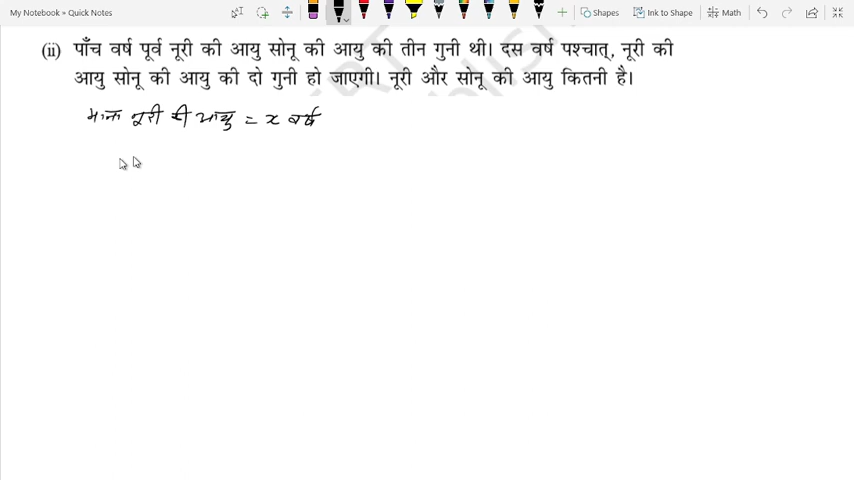 My Notebook » Quick Notes
Shapes Ink to Shape Math
(ii) पाँच वर्ष पूर्व नूरी की आयु सोनू की आयु की तीन गुनी थी। दस वर्ष पश्चात्, नूरी की
आयु सोनू की आयु की दो गुनी हो जाएगी। नूरी और सोनू की आयु कितनी है।
माना नूरी की आयु = x वर्ष